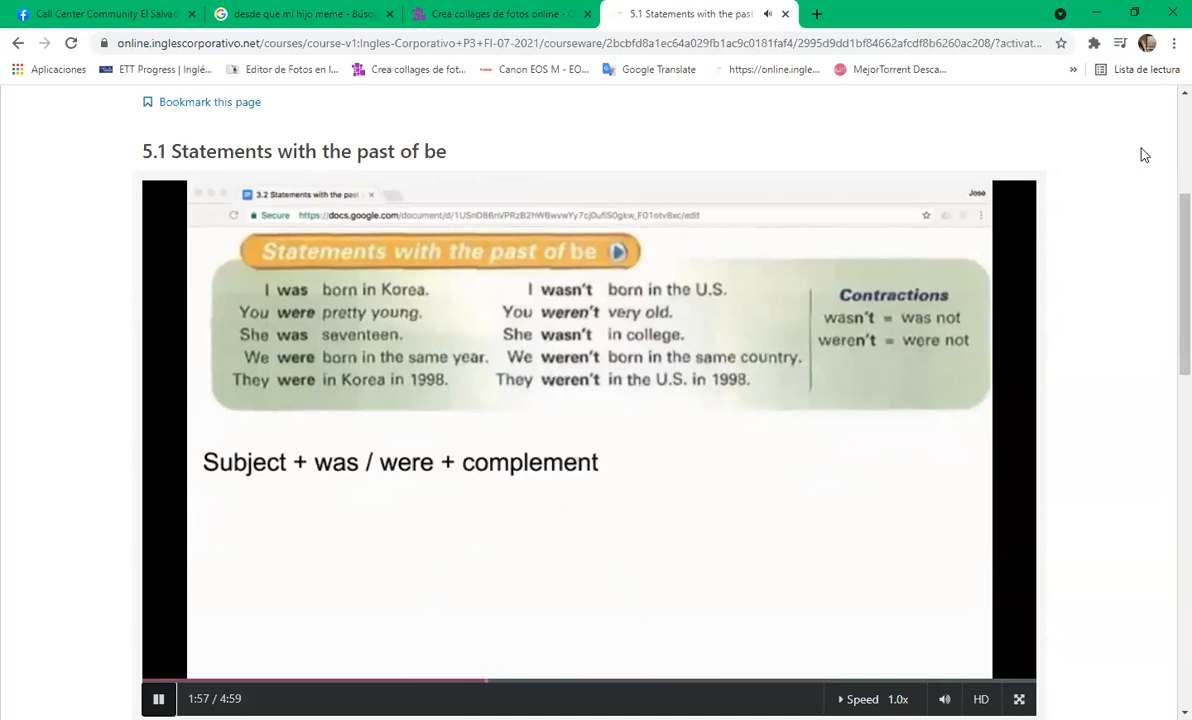 Call Center Community El Salvac
desde que mi hijo meme - Búsc
Crea collages de fotos online - C
5.1 Statements with the past
online.inglescorporativo.net/courses/course-v1:Ingles-Corporativo+P3+FI-07-2021/courseware/2bcbfd8a1ec64a029fb1ac9c0181faf4/2995d9dd1bf84662afcdf8b6260ac208/?activat...
Aplicaciones
ETT Progress | Inglé...
Editor de Fotos en l...
Crea collages de fot...
Canon EOS M - EO...
Google Translate
https://online.ingle...
MejorTorrent Desca...
»
Lista de lectura
Bookmark this page
5.1 Statements with the past of be
3.2 Statements with the past
Jose
Secure
Statements with the past of be
I was born in Korea.
You were pretty young.
She was seventeen.
We were born in the same year.
They were in Korea in 1998.
I wasn't born in the U.S.
You weren't very old.
She wasn't in college.
We weren't born in the same country.
They weren't in the U.S. in 1998.
Contractions
wasn't = was not
weren't = were not
Subject + was / were + complement
1:57 / 4:59
Speed 1.0x
HD